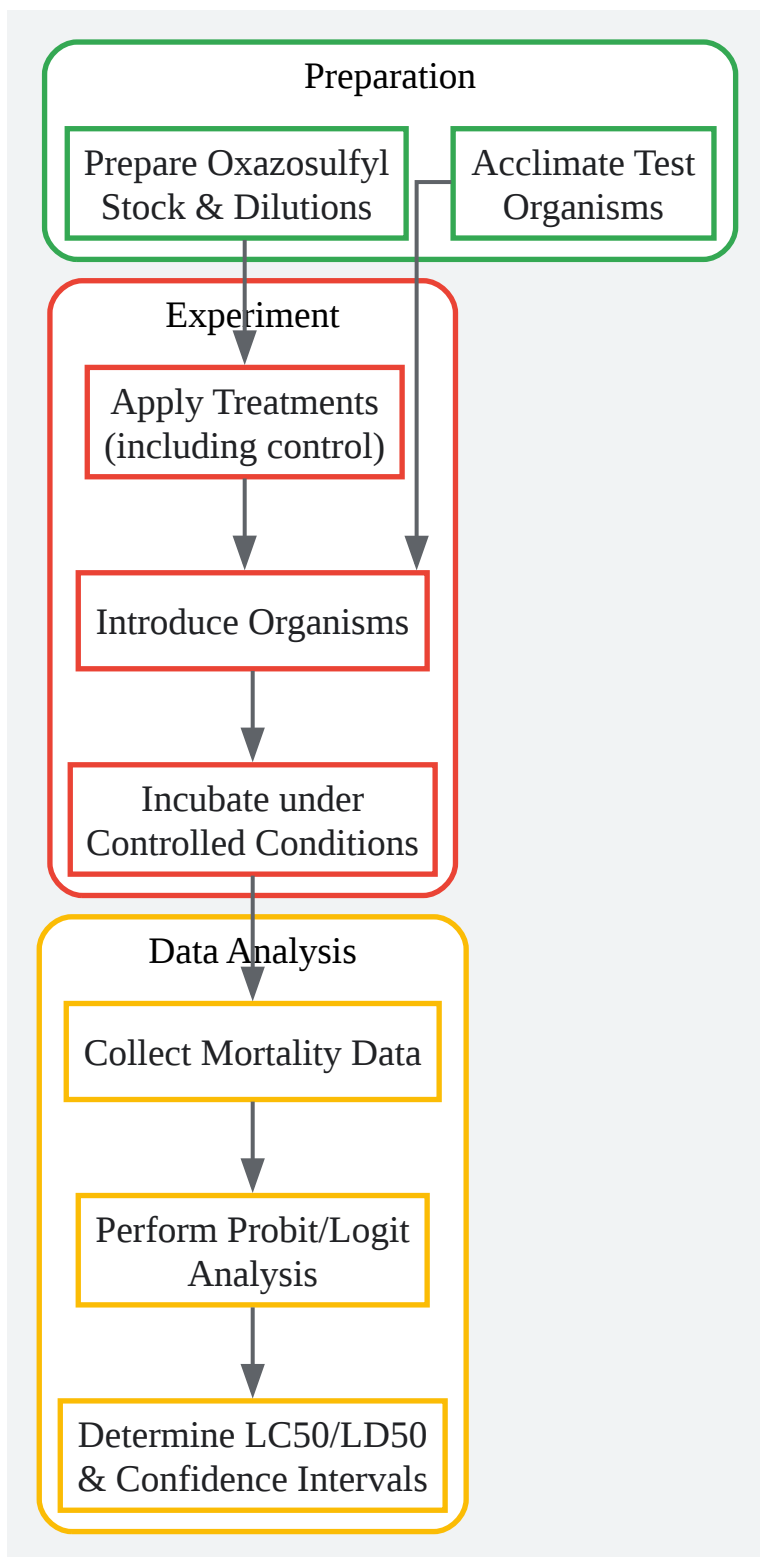 Preparation
Prepare Oxazosulfyl
Stock & Dilutions
Acclimate Test
Organisms
Experiment
Apply Treatments
(including control)
Introduce Organisms
Incubate under
Controlled Conditions
Data Analysis
Collect Mortality Data
Perform Probit/Logit
Analysis
Determine LC50/LD50
& Confidence Intervals